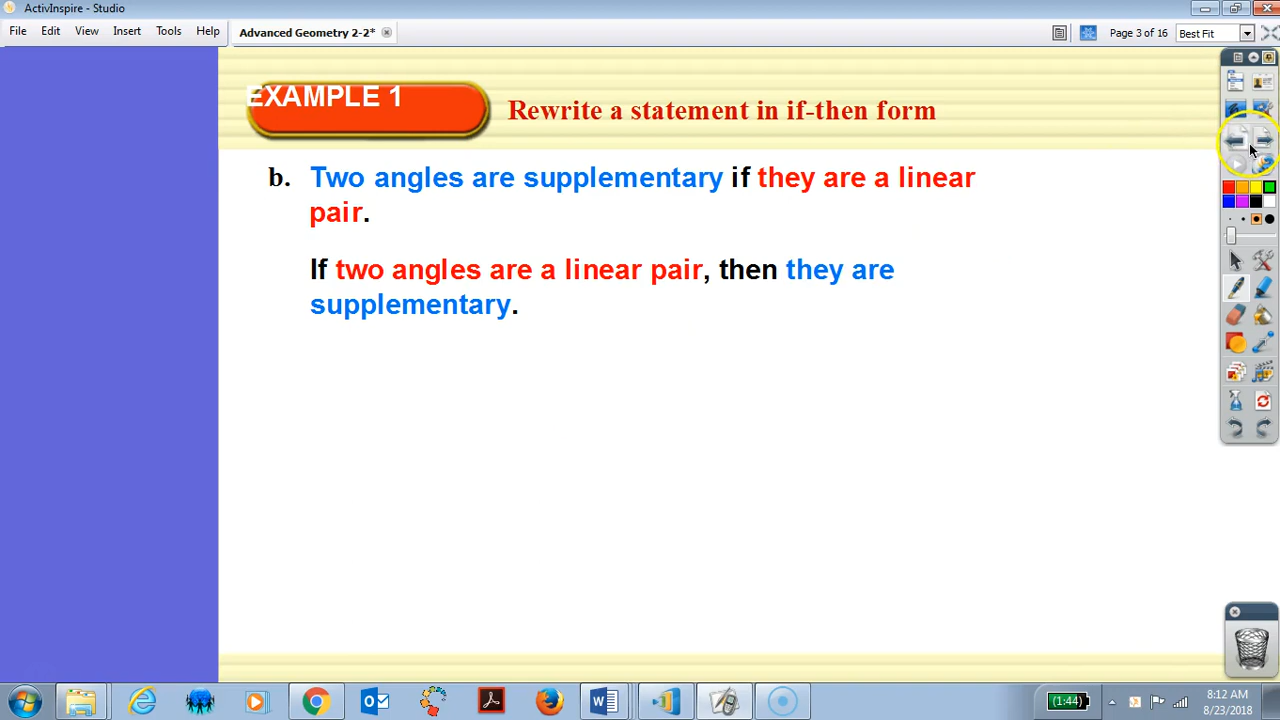 ActivInspire - Studio
File Edit View Insert Tools Help
Advanced Geometry 2-2*
Page 3 of 16
Best Fit
EXAMPLE 1
Rewrite a statement in if-then form
b. Two angles are supplementary if they are a linear
pair.
If two angles are a linear pair, then they are
supplementary.
(1:44)
8:12 AM
8/23/2018